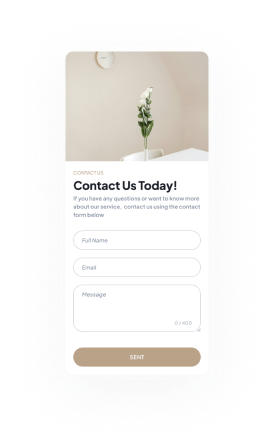 CONTACT US
Contact Us Today!
If you have any questions or want to know more
about our service, contact using the contact
form below
Full Name
Email
Message
0 / 400
SENT